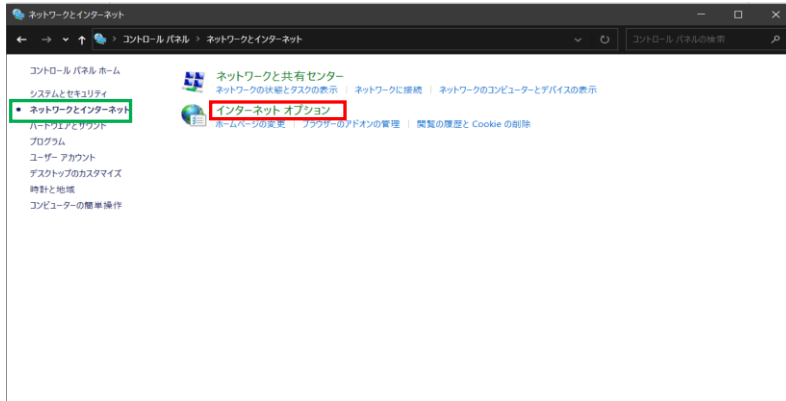 ネットワークとインターネット
コントロール パネル > ネットワークとインターネット
コントロール パネルの検索
コントロール パネル ホーム
システムとセキュリティ
ネットワークとインターネット
ハードウェアとサウンド
プログラム
ユーザー アカウント
デスクトップのカスタマイズ
時計と地域
コンピューターの簡単操作
ネットワークと共有センター
ネットワークの状態とタスクの表示 | ネットワークに接続 | ネットワークのコンピューターとデバイスの表示
インターネット オプション
ホームページの変更 | ブラウザーのアドオンの管理 | 閲覧の履歴と Cookie の削除